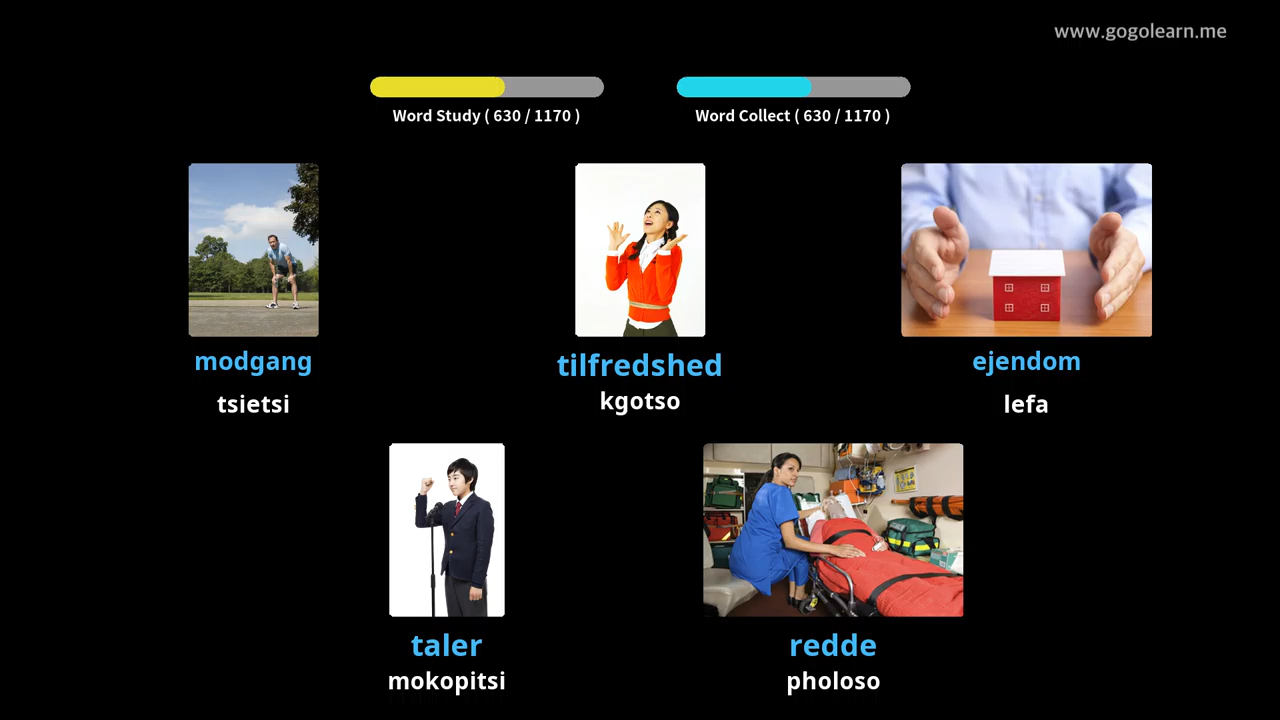 www.gogolearn.me
Word Study ( 630 / 1170 )
Word Collect ( 630 / 1170 )
modgang
tsietsi
tilfredshed
kgotso
ejendom
lefa
taler
mokopitsi
redde
pholoso